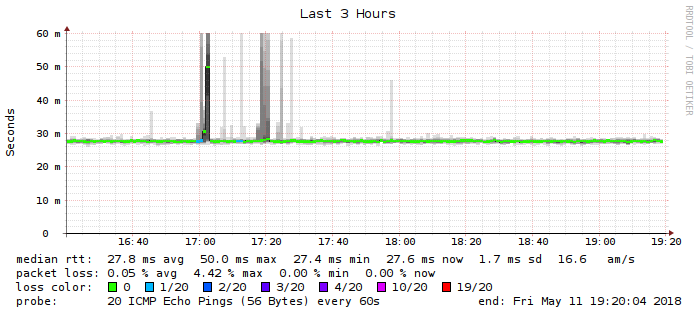 Last 3 Hours
RRDTOOL / TOBI OETIKER
Seconds
60 m
50 m
40 m
30 m
20 m
10 m
0
16:40 17:00 17:20 17:40 18:00 18:20 18:40 19:00 19:20
median rtt: 27.8 ms avg 50.0 ms max 27.4 ms min 27.6 ms now 1.7 ms sd 16.6 am/s
packet loss: 0.05 % avg 4.42 % max 0.00 % min 0.00 % now
loss color: 0 1/20 2/20 3/20 4/20 10/20 19/20
probe: 20 ICMP Echo Pings (56 Bytes) every 60s end: Fri May 11 19:20:04 2018